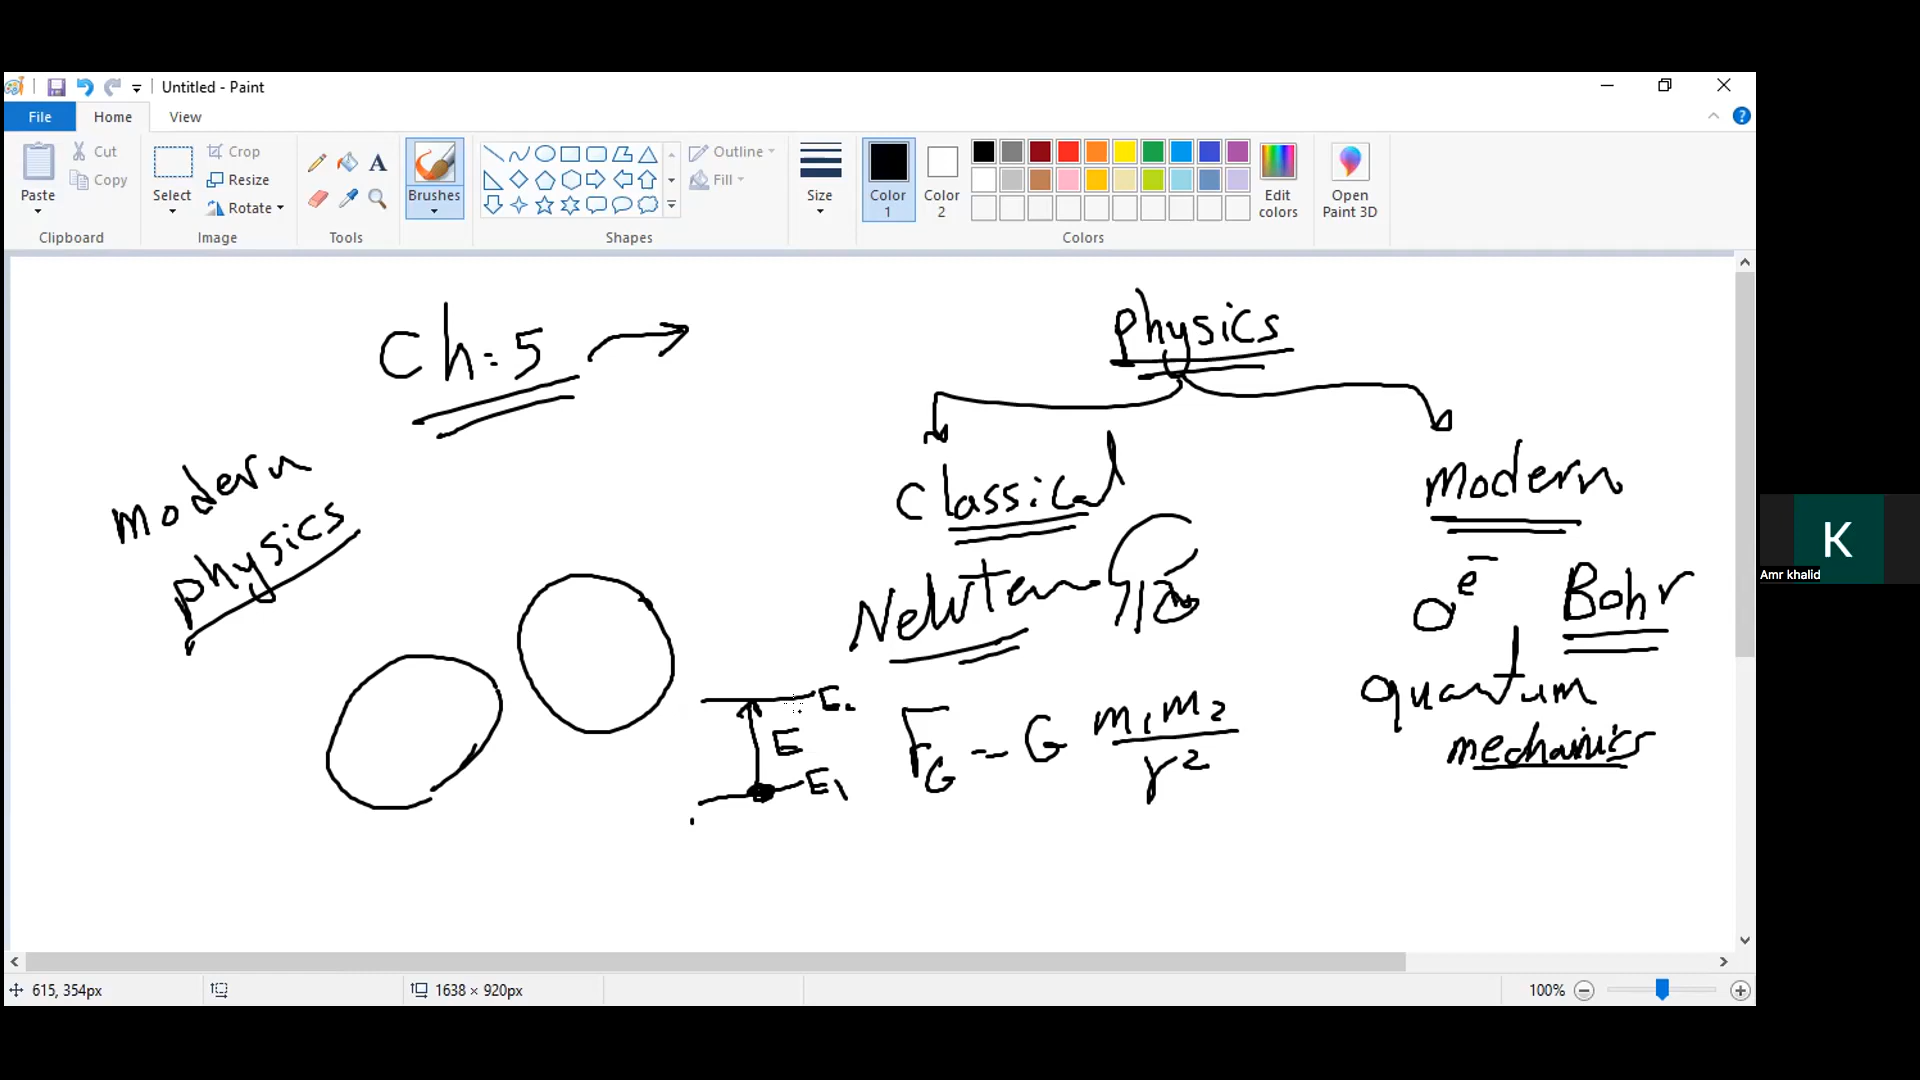 Untitled - Paint
File Home View
Paste
Cut
Copy
Clipboard
Select
Crop
Resize
Rotate
Image
A
Tools
Brushes
Shapes
Outline
Fill
Size
Color 1
Color 2
Edit colors
Colors
Open Paint 3D
Ch:5
physics
Classical
modern
modern
physics
Newton
e-
Bohr
quantum
mechanics
E
E1
FG = G m1 m2 / r2
K
Amr khalid
615, 354px
1638 × 920px
100%